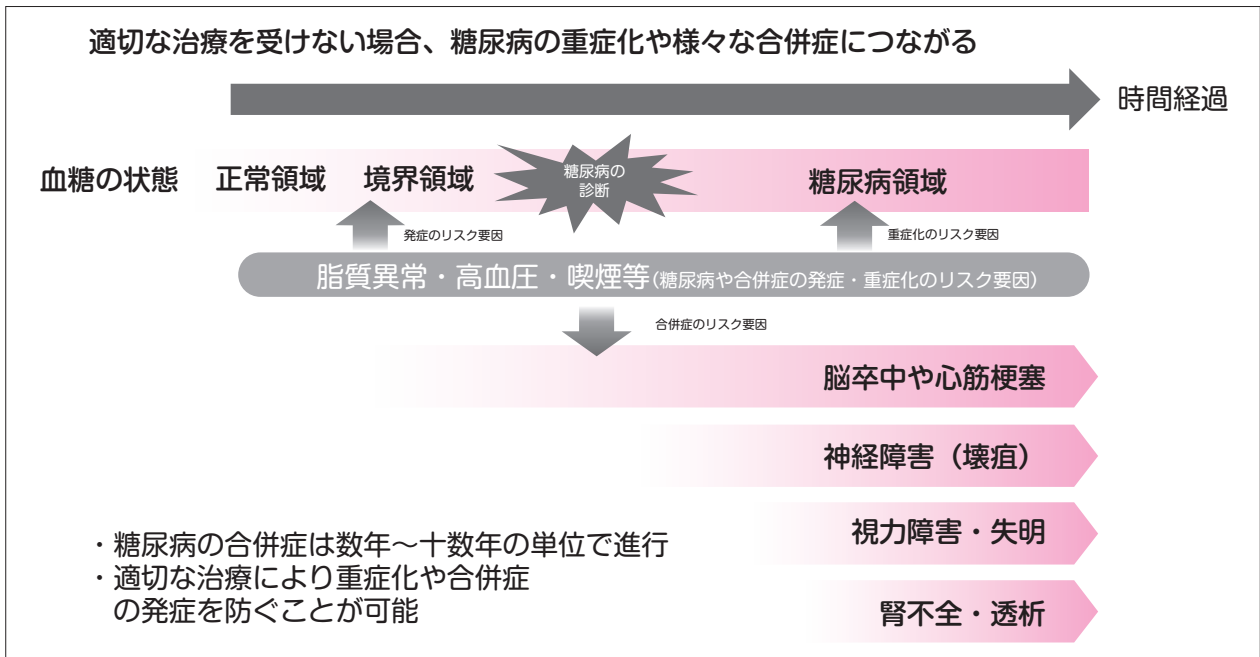 適切な治療を受けない場合、糖尿病の重症化や様々な合併症につながる
時間経過
血糖の状態
正常領域
境界領域
糖尿病の
診断
糖尿病領域
発症のリスク要因
重症化のリスク要因
脂質異常・高血圧・喫煙等(糖尿病や合併症の発症・重症化のリスク要因)
合併症のリスク要因
脳卒中や心筋梗塞
神経障害（壊疽）
視力障害・失明
腎不全・透析
・糖尿病の合併症は数年～十数年の単位で進行
・適切な治療により重症化や合併症
の発症を防ぐことが可能